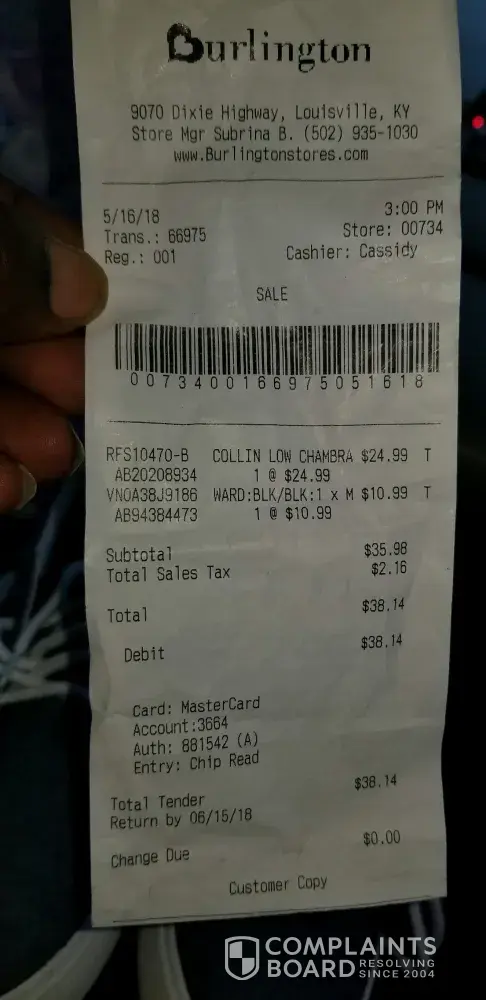 Burlington
9070 Dixie Highway, Louisville, KY
Store Mgr Subrina B. (502) 935-1030
www.Burlingtonstores.com
5/16/18 3:00 PM
Trans.: 66975 Store: 00734
Reg.: 001 Cashier: Cassidy
SALE
00734001669750516​18
RFS10470-B COLLIN LOW CHAMBRA $24.99 T
AB20208934 1 @ $24.99
VN0A38J9186 WARD:BLK/BLK:1 x M $10.99 T
AB94384473 1 @ $10.99
Subtotal $35.98
Total Sales Tax $2.16
Total $38.14
Debit $38.14
Card: MasterCard
Account:3664
Auth: 881542 (A)
Entry: Chip Read
Total Tender $38.14
Return by 06/15/18
Change Due $0.00
Customer Copy
COMPLAINTS
BOARD RESOLVING
SINCE 2004